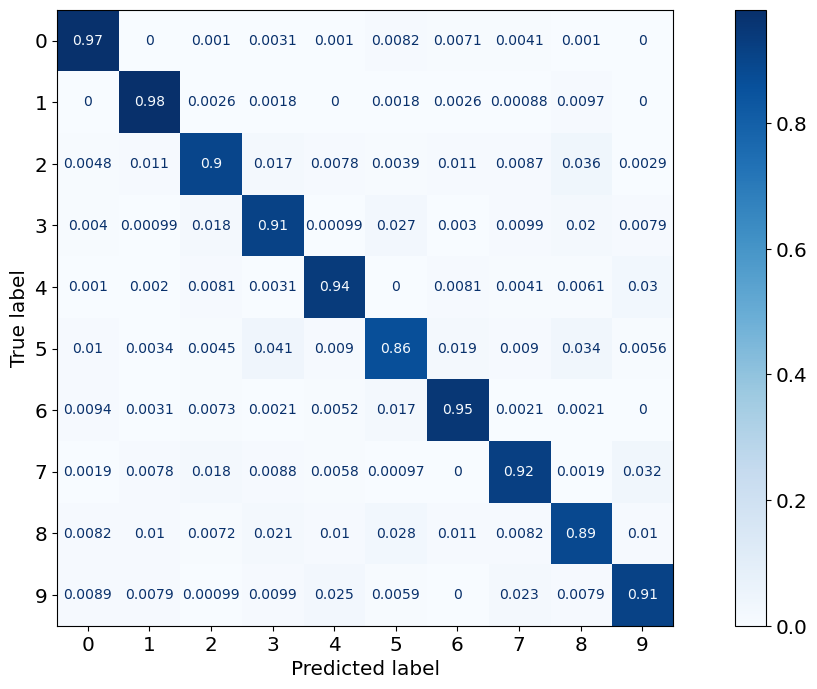 0 0.97 0 0.001 0.0031 0.001 0.0082 0.0071 0.0041 0.001 0
1 0 0.98 0.0026 0.0018 0 0.0018 0.0026 0.00088 0.0097 0
2 0.0048 0.011 0.9 0.017 0.0078 0.0039 0.011 0.0087 0.036 0.0029
3 0.004 0.00099 0.018 0.91 0.00099 0.027 0.003 0.0099 0.02 0.0079
4 0.001 0.002 0.0081 0.0031 0.94 0 0.0081 0.0041 0.0061 0.03
5 0.01 0.0034 0.0045 0.041 0.009 0.86 0.019 0.009 0.034 0.0056
6 0.0094 0.0031 0.0073 0.0021 0.0052 0.017 0.95 0.0021 0.0021 0
7 0.0019 0.0078 0.018 0.0088 0.0058 0.00097 0 0.92 0.0019 0.032
8 0.0082 0.01 0.0072 0.021 0.01 0.028 0.011 0.0082 0.89 0.01
9 0.0089 0.0079 0.00099 0.0099 0.025 0.0059 0 0.023 0.0079 0.91
0 1 2 3 4 5 6 7 8 9
Predicted label
True label
0.8
0.6
0.4
0.2
0.0